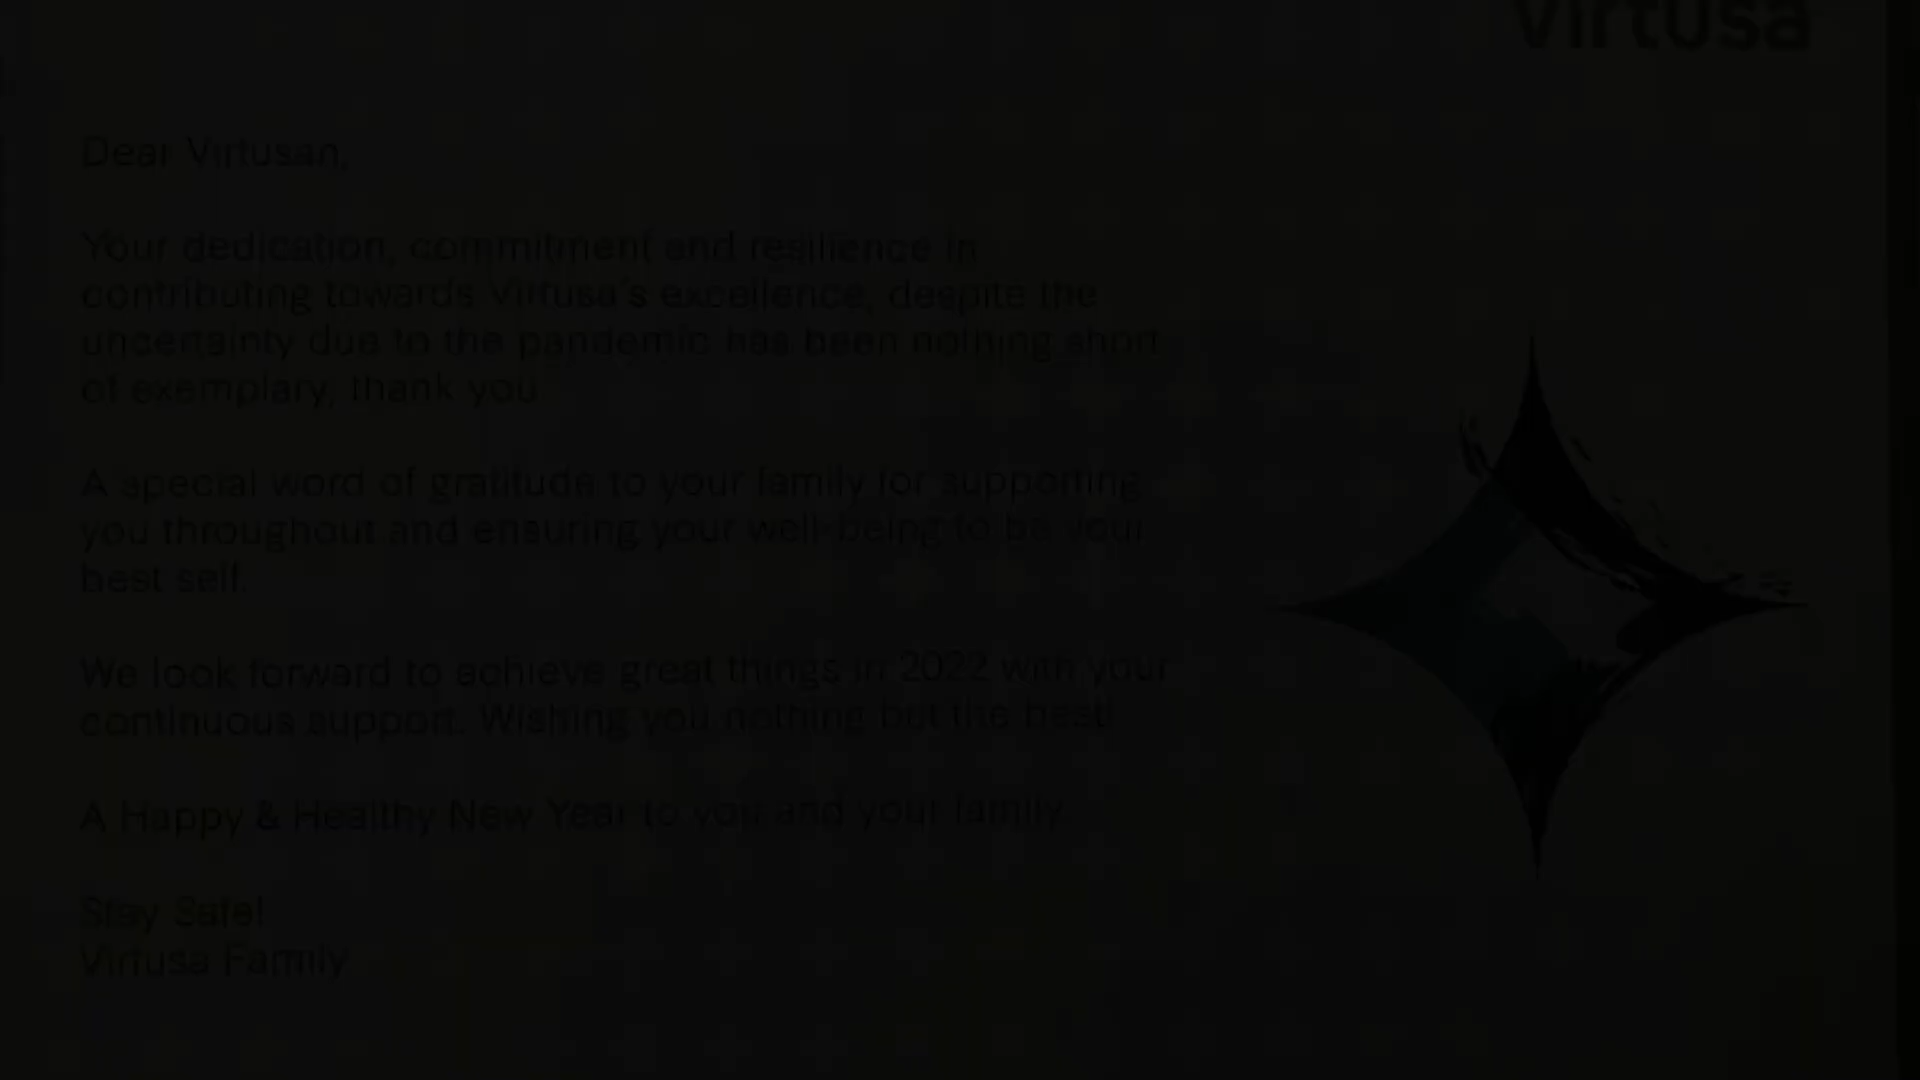 Virtusa
Dear Virtusan,
Your dedication, commitment and resilience in
contributing towards Virtusa's excellence, despite the
uncertainty due to the pandemic has been nothing short
of exemplary, thank you
A special word of gratitude to your family for supporting
you throughout and ensuring your well-being to be your
best self.
We look forward to achieve great things in 2022 with your
continuous support. Wishing you nothing but the best!
A Happy & Healthy New Year to you and your family
Stay Safe!
Virtusa Family